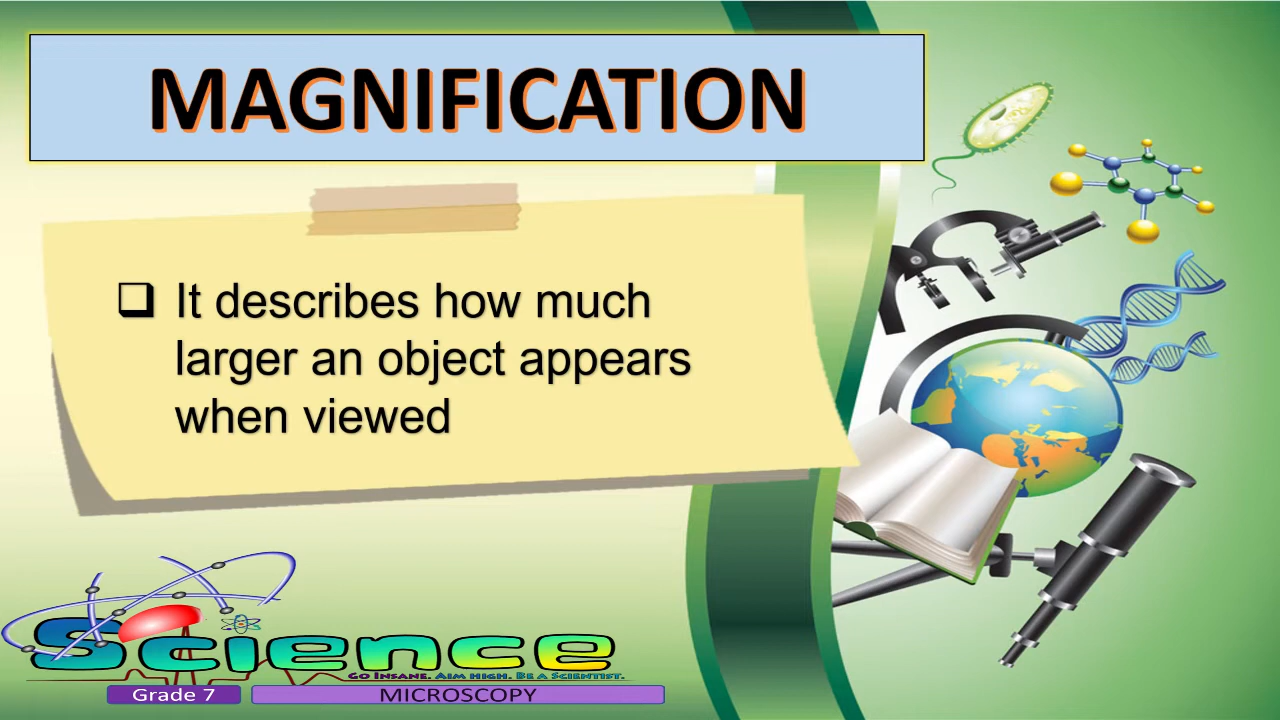 MAGNIFICATION
❑ It describes how much
larger an object appears
when viewed
Science
GO INSANE. AIM HIGH. BE A SCIENTIST.
Grade 7 MICROSCOPY